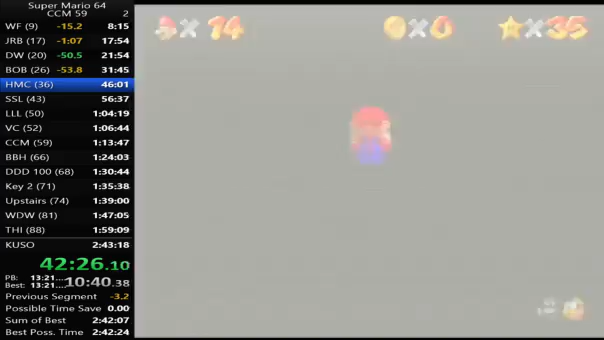 Super Mario 64
CCM 59 2
WF (9) -15.2 8:15
JRB (17) -1:07 17:54
DW (20) -50.5 21:54
BOB (26) -53.8 31:45
HMC (36) 46:01
SSL (43) 56:37
LLL (50) 1:04:19
VC (52) 1:06:44
CCM (59) 1:13:47
BBH (66) 1:24:03
DDD 100 (68) 1:30:44
Key 2 (71) 1:35:38
Upstairs (74) 1:39:00
WDW (81) 1:47:05
THI (88) 1:59:09
KUSO 2:43:18
42:26.10
PB: 13:21....
Best: 13:21.... 10:40.38
Previous Segment -3.2
Possible Time Save 0.00
Sum of Best 2:42:07
Best Poss. Time 2:42:24
×14 ×0 ×35